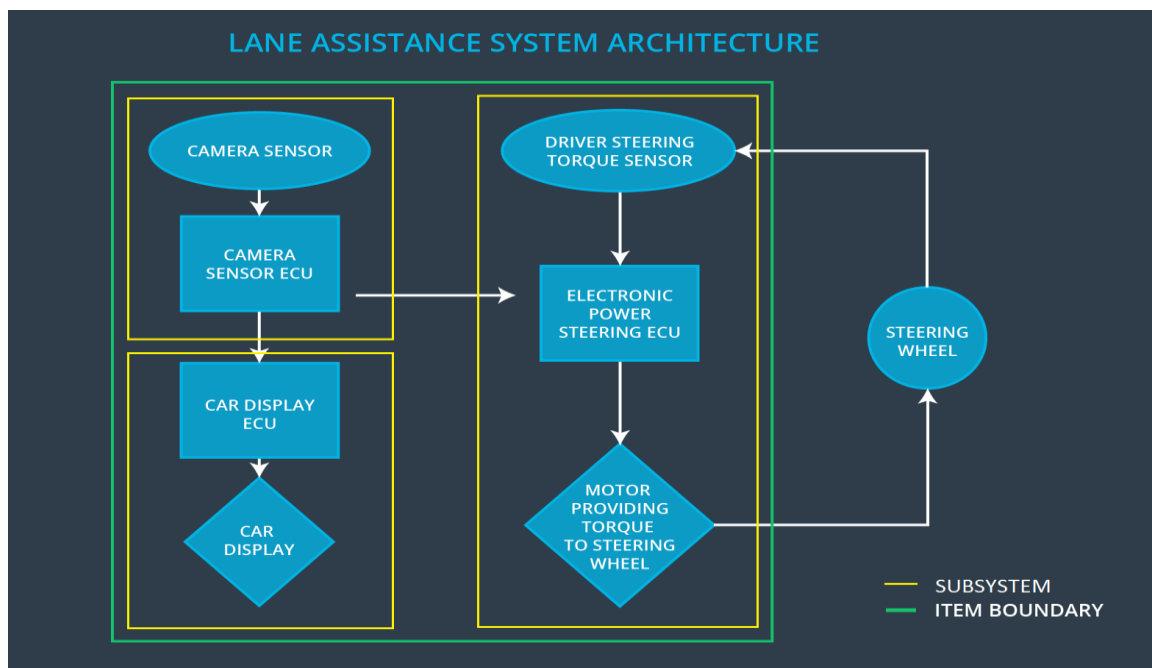 LANE ASSISTANCE SYSTEM ARCHITECTURE
CAMERA SENSOR
CAMERA
SENSOR ECU
CAR DISPLAY
ECU
CAR
DISPLAY
DRIVER STEERING
TORQUE SENSOR
ELECTRONIC
POWER
STEERING ECU
MOTOR
PROVIDING
TORQUE
TO STEERING
WHEEL
STEERING
WHEEL
SUBSYSTEM
ITEM BOUNDARY